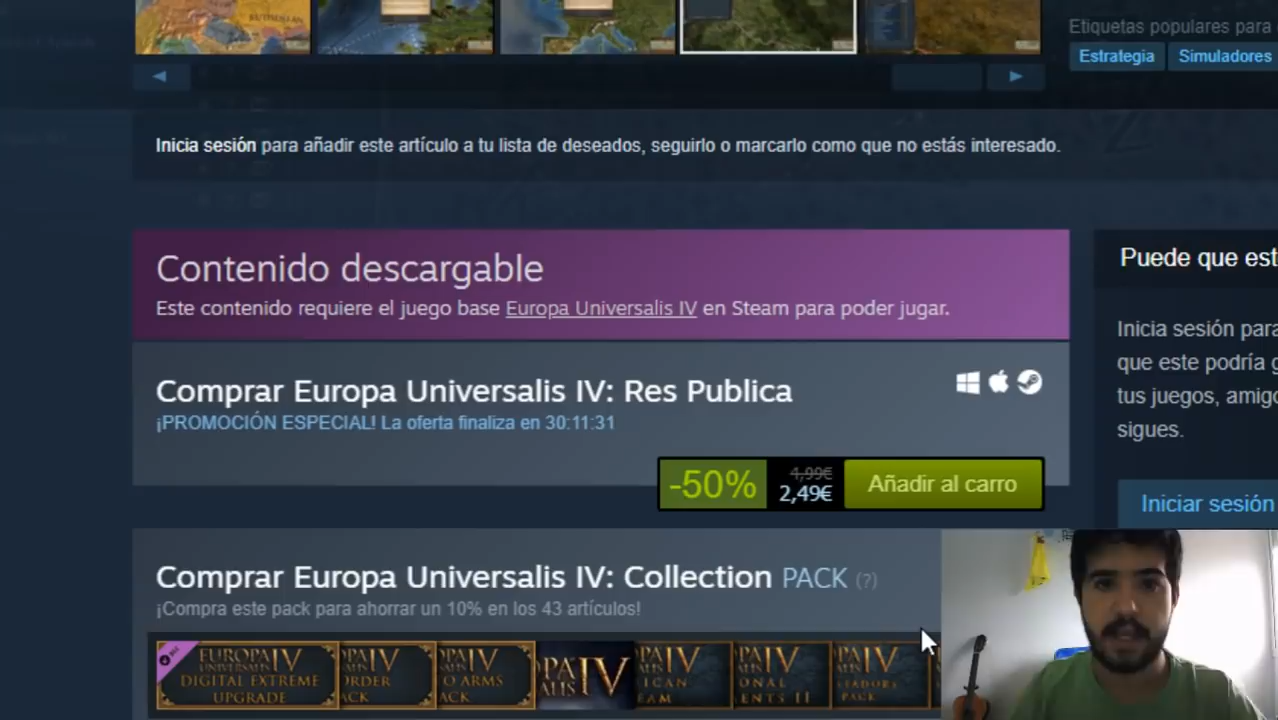 Etiquetas populares para
Estrategia
Simuladores
Inicia sesión para añadir este artículo a tu lista de deseados, seguirlo o marcarlo como que no estás interesado.
Contenido descargable
Este contenido requiere el juego base Europa Universalis IV en Steam para poder jugar.
Comprar Europa Universalis IV: Res Publica
¡PROMOCIÓN ESPECIAL! La oferta finaliza en 30:11:31
-50%
4,99€
2,49€
Añadir al carro
Puede que est
Inicia sesión para
que este podría g
tus juegos, amigo
sigues.
Iniciar sesión
Comprar Europa Universalis IV: Collection PACK (?)
¡Compra este pack para ahorrar un 10% en los 43 artículos!
EUROPA IV
UNIVERSALIS
DIGITAL EXTREME
UPGRADE